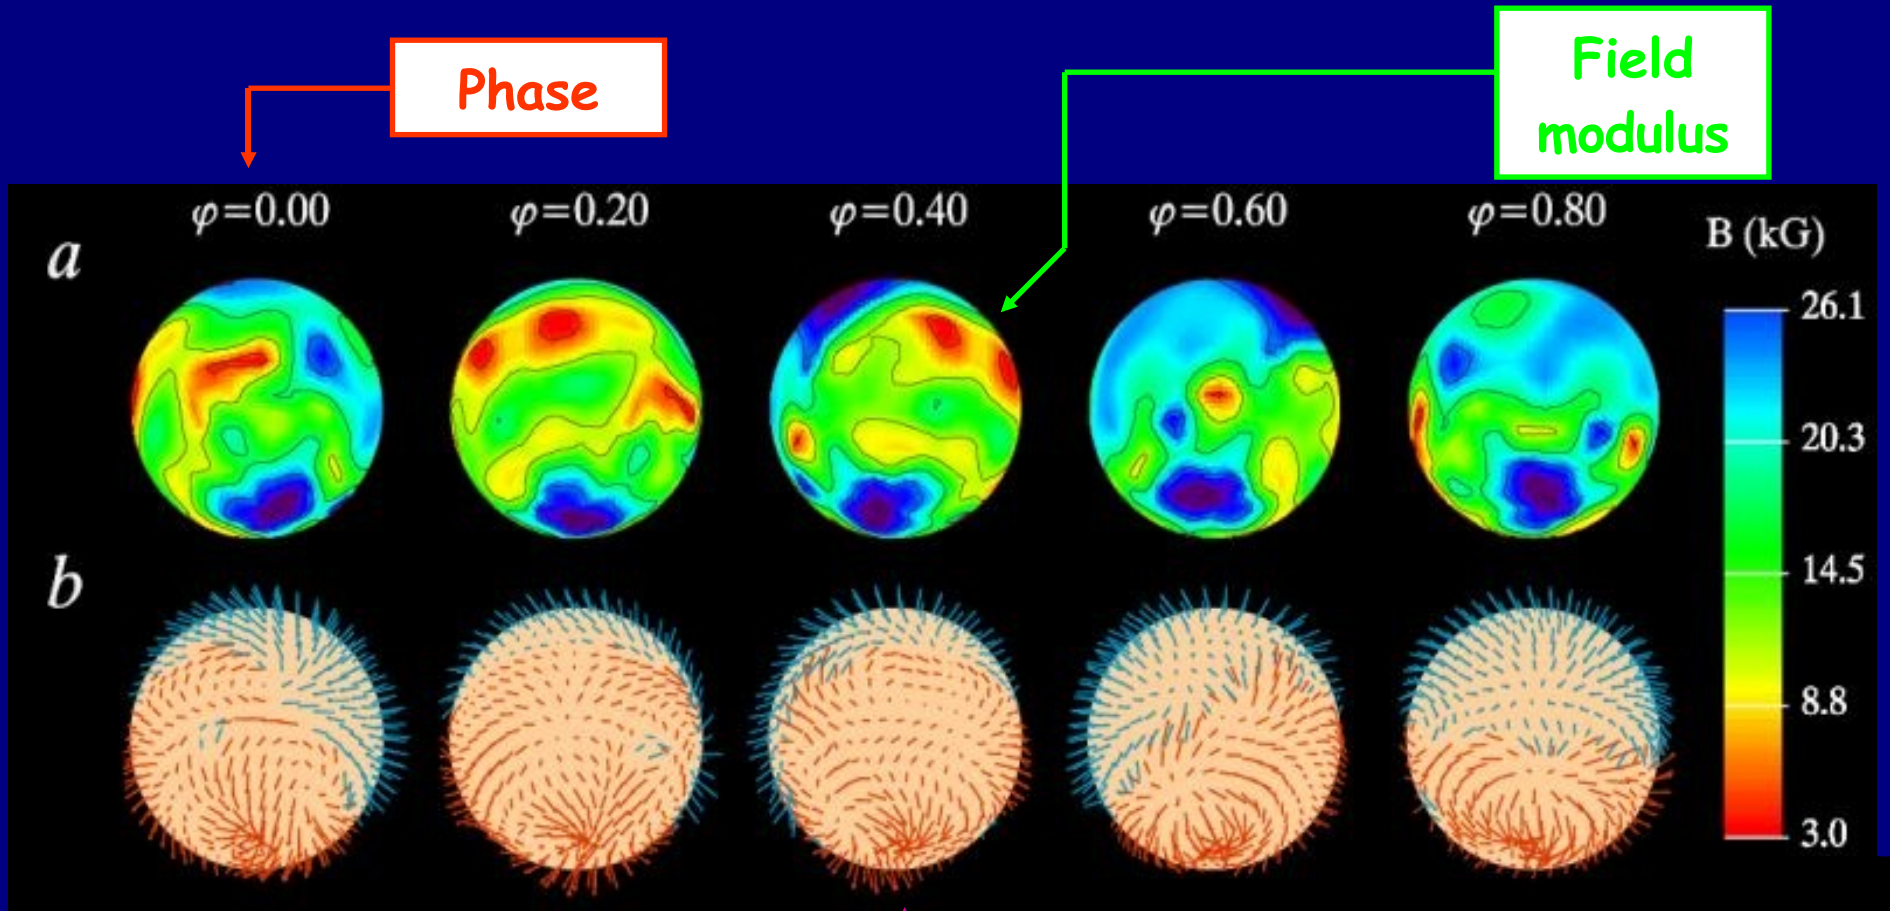 Phase
Field
modulus
φ=0.00
φ=0.20
φ=0.40
φ=0.60
φ=0.80
B (kG)
a
26.1
20.3
14.5
8.8
3.0
b